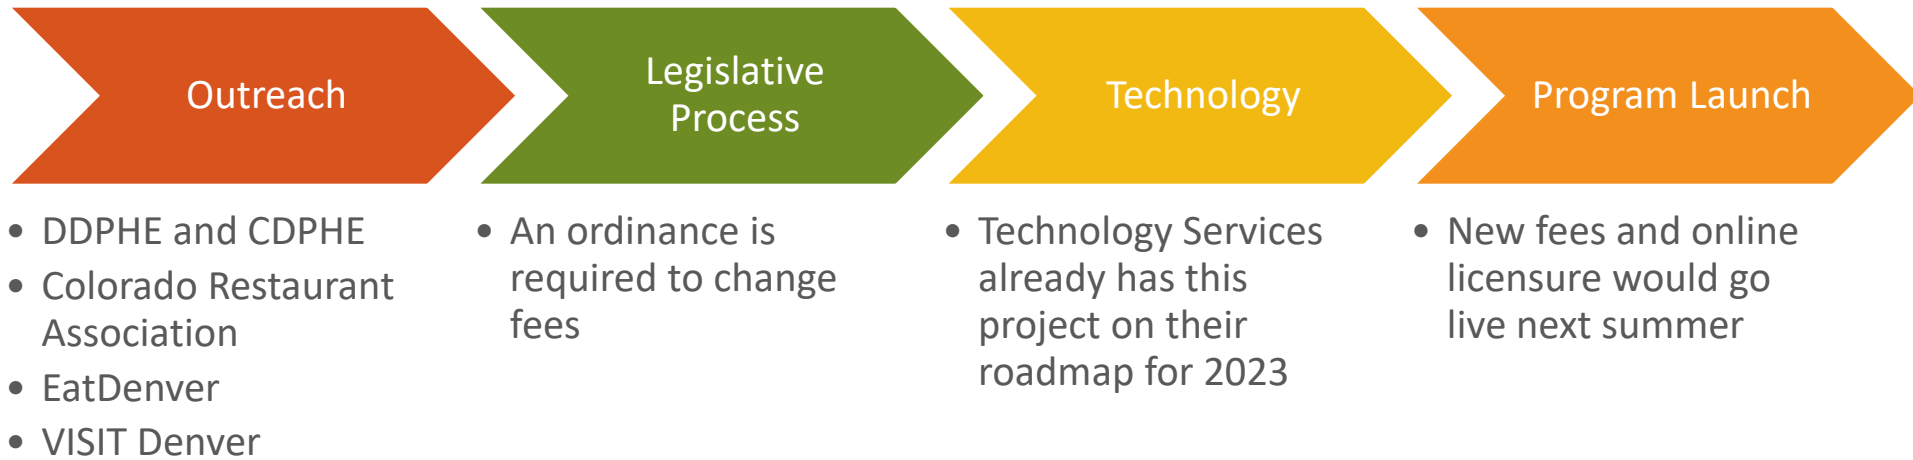 Outreach
• DDPHE and CDPHE
• Colorado Restaurant
Association
• EatDenver
• VISIT Denver
Legislative
Process
• An ordinance is
required to change
fees
Technology
• Technology Services
already has this
project on their
roadmap for 2023
Program Launch
• New fees and online
licensure would go
live next summer